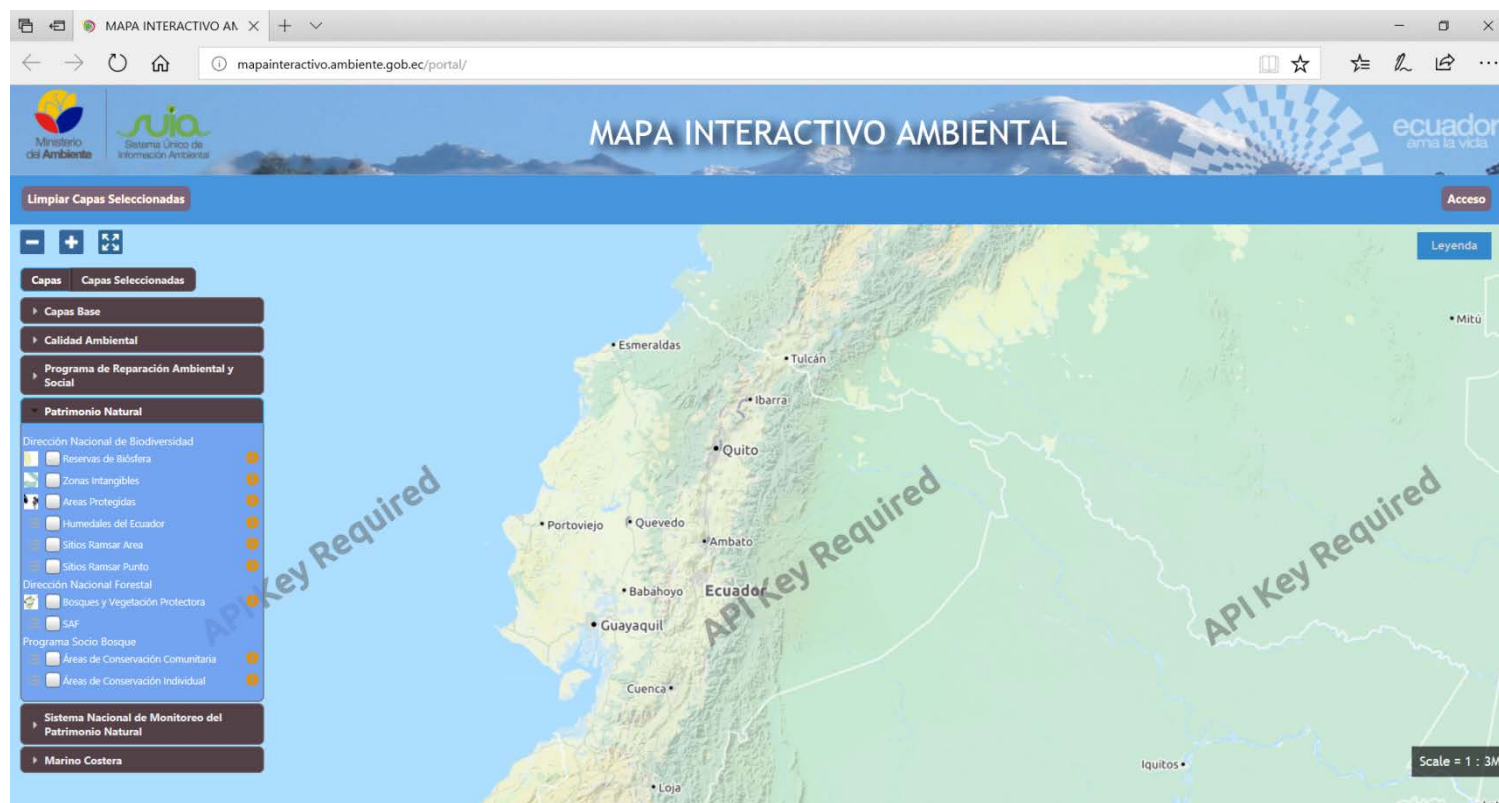 MAPA INTERACTIVO AM
mapainteractivo.ambiente.gob.ec/portal/
Ministerio
del Ambiente
suia
Sistema Único de
Información Ambiental
MAPA INTERACTIVO AMBIENTAL
ecuador
ama la vida
Limpiar Capas Seleccionadas
Acceso
Leyenda
Capas
Capas Seleccionadas
Capas Base
Calidad Ambiental
Programa de Reparación Ambiental y
Social
Patrimonio Natural
Dirección Nacional de Biodiversidad
Reservas de Biósfera
Zonas Intangibles
Areas Protegidas
Humedales del Ecuador
Sitios Ramsar Area
Sitios Ramsar Punto
Dirección Nacional Forestal
Bosques y Vegetación Protectora
SAF
Programa Socio Bosque
Áreas de Conservación Comunitaria
Áreas de Conservación Individual
Sistema Nacional de Monitoreo del
Patrimonio Natural
Marino Costera
Mitú
Esmeraldas
Tulcán
Ibarra
Quito
Portoviejo
Quevedo
Ambato
Babahoyo
Ecuador
Guayaquil
Cuenca
Iquitos
Loja
API Key Required
API Key Required
API Key Required
Scale = 1 : 3M